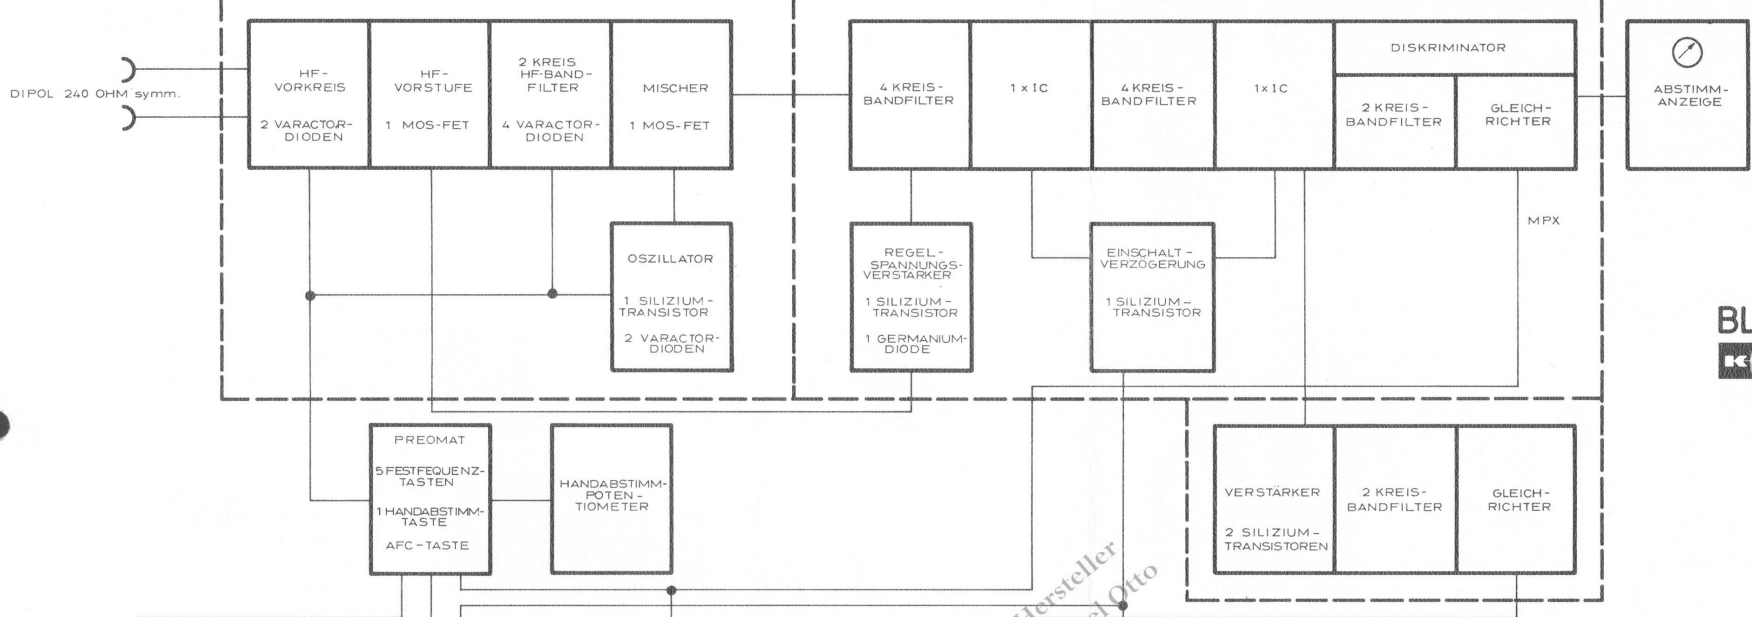 DIPOL 240 OHM symm.
HF-
VORKREIS
2 VARACTOR-
DIODEN
HF-
VORSTUFE
1 MOS-FET
2 KREIS
HF-BAND-
FILTER
4 VARACTOR-
DIODEN
MISCHER
1 MOS-FET
4 KREIS-
BANDFILTER
1 x IC
4 KREIS-
BANDFILTER
1x IC
DISKRIMINATOR
2 KREIS-
BANDFILTER
GLEICH-
RICHTER
ABSTIMM-
ANZEIGE
OSZILLATOR
1 SILIZIUM-
TRANSISTOR
2 VARACTOR-
DIODEN
REGEL-
SPANNUNGS-
VERSTÄRKER
1 SILIZIUM-
TRANSISTOR
1 GERMANIUM-
DIODE
EINSCHALT-
VERZÖGERUNG
1 SILIZIUM-
TRANSISTOR
MPX
BL
K
PREOMAT
5 FESTFEQUENZ-
TASTEN
1 HANDABSTIMM-
TASTE
AFC-TASTE
HANDABSTIMM-
POTEN-
TIOMETER
VERSTÄRKER
2 SILIZIUM-
TRANSISTOREN
2 KREIS-
BANDFILTER
GLEICH-
RICHTER
Hersteller
el Otto